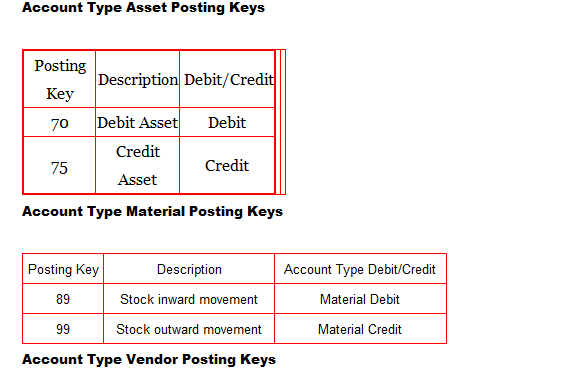 Account Type Asset Posting Keys
Posting Key Description Debit/Credit
70 Debit Asset Debit
75 Credit Asset Credit
Account Type Material Posting Keys
Posting Key Description Account Type Debit/Credit
89 Stock inward movement Material Debit
99 Stock outward movement Material Credit
Account Type Vendor Posting Keys